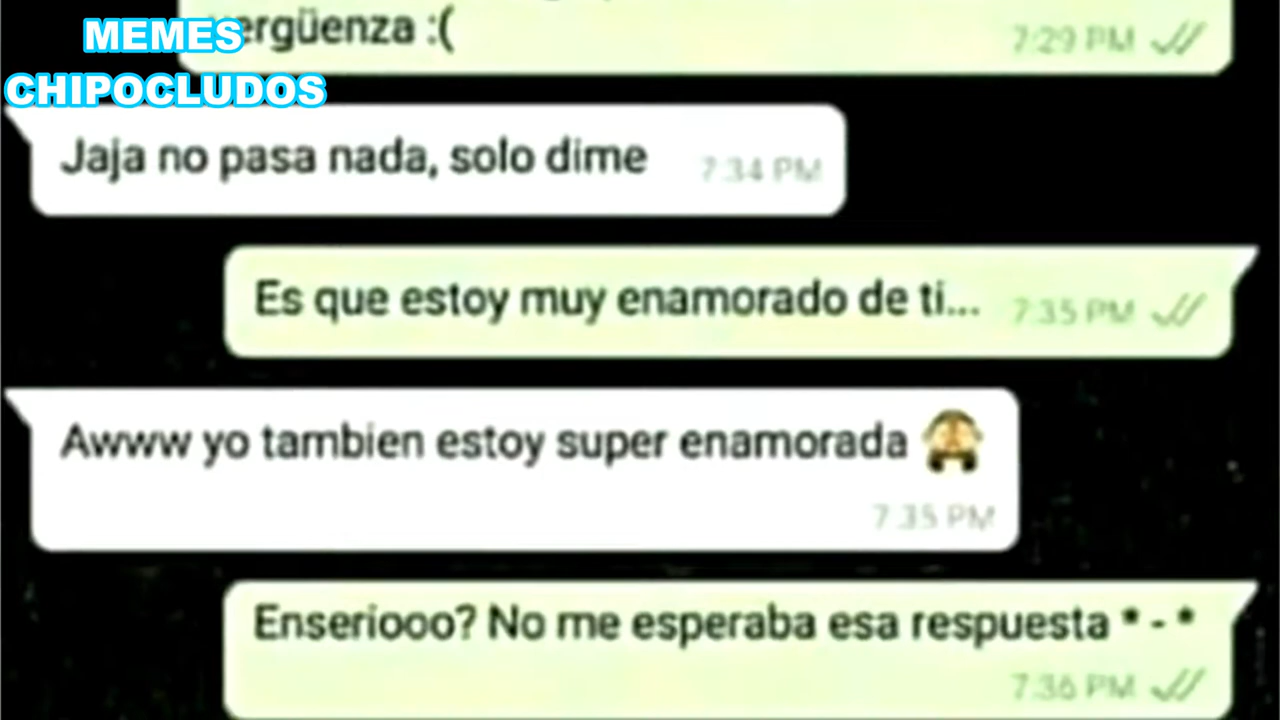 MEMES
CHIPOCLUDOS
ergüenza :(
7:29 PM
Jaja no pasa nada, solo dime
7:34 PM
Es que estoy muy enamorado de ti...
7:35 PM
Awww yo tambien estoy super enamorada
7:35 PM
Enseriooo? No me esperaba esa respuesta *-*
7:36 PM